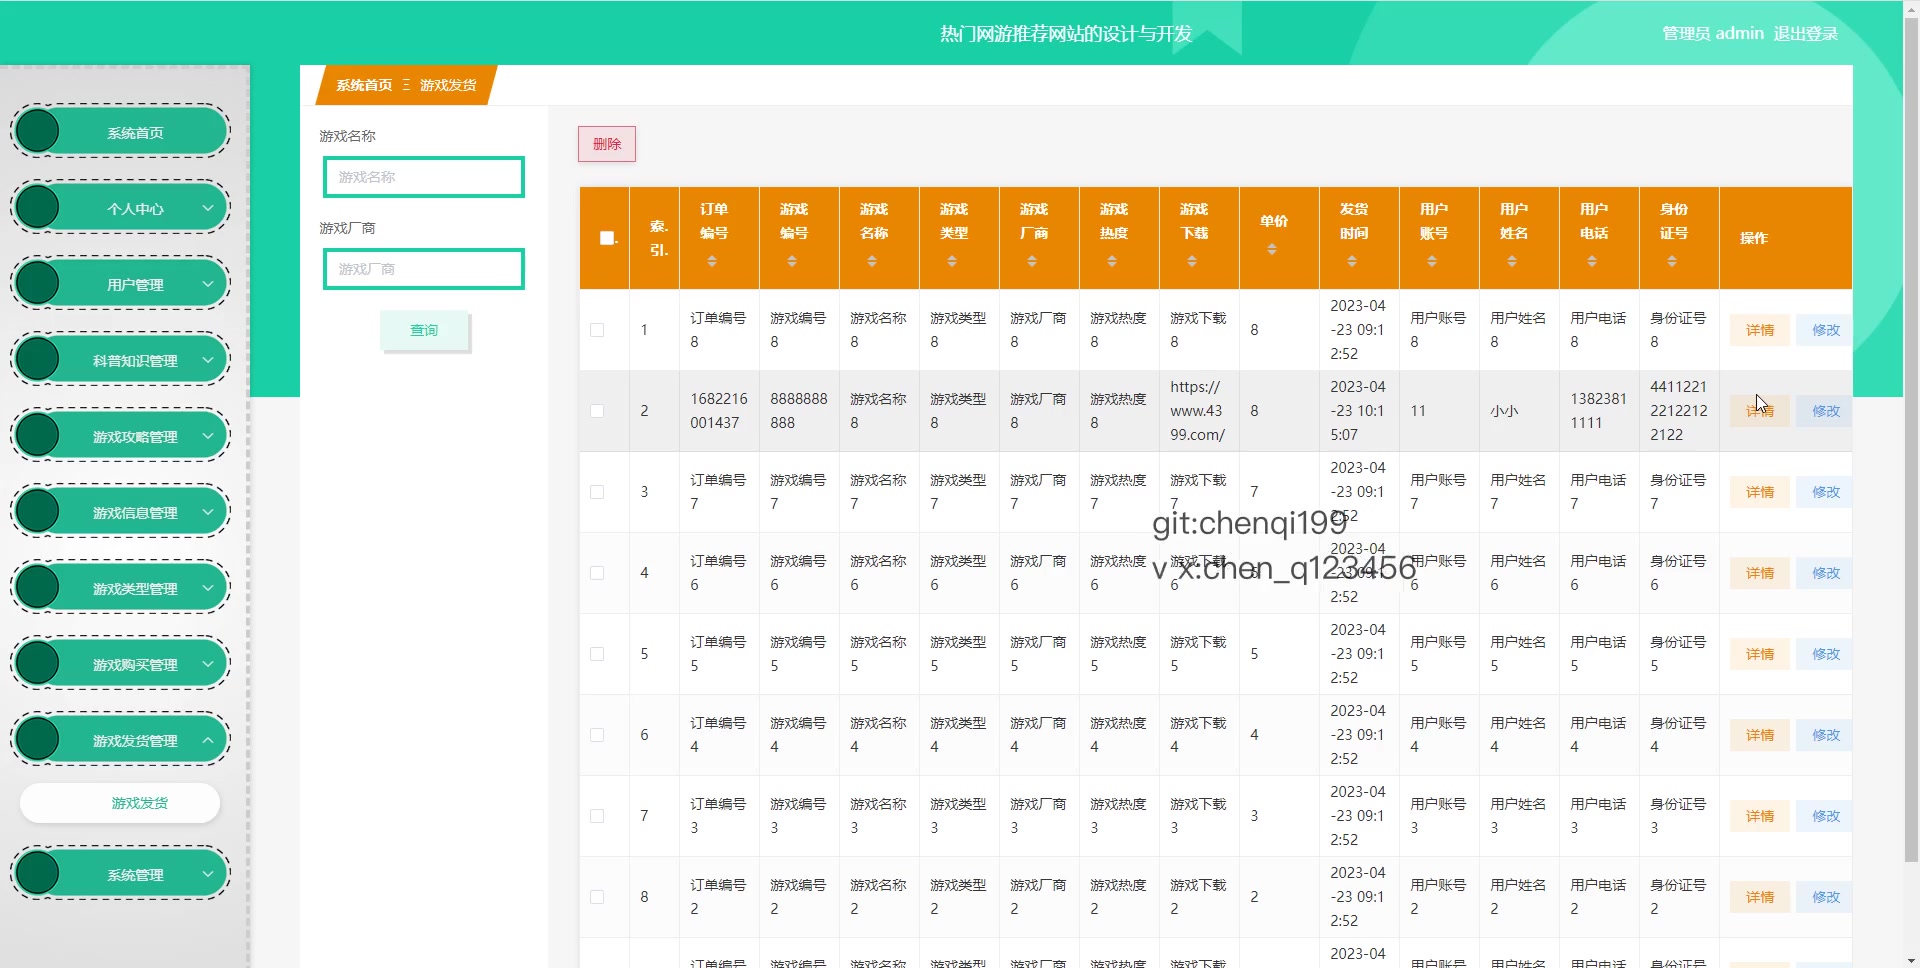 热门网游推荐网站的设计与开发
管理员 admin 退出登录
系统首页
个人中心
用户管理
科普知识管理
游戏攻略管理
游戏信息管理
游戏类型管理
游戏购买管理
游戏发货管理
游戏发货
系统管理
系统首页 Ξ 游戏发货
游戏名称
游戏名称
游戏厂商
游戏厂商
查询
删除
索引. 订单编号 游戏编号 游戏名称 游戏类型 游戏厂商 游戏热度 游戏下载 单价 发货时间 用户账号 用户姓名 用户电话 身份证号 操作
1 订单编号8 游戏编号8 游戏名称8 游戏类型8 游戏厂商8 游戏热度8 游戏下载8 8 2023-04-23 09:12:52 用户账号8 用户姓名8 用户电话8 身份证号8 详情 修改
2 1682216001437 8888888888 游戏名称8 游戏类型8 游戏厂商8 游戏热度8 https://www.4399.com/ 8 2023-04-23 10:15:07 11 小小 13823811111 441122122121222122 详情 修改
3 订单编号7 游戏编号7 游戏名称7 游戏类型7 游戏厂商7 游戏热度7 游戏下载7 7 2023-04-23 09:12:52 用户账号7 用户姓名7 用户电话7 身份证号7 详情 修改
git:chenqi199
v x:chen_q123456
4 订单编号6 游戏编号6 游戏名称6 游戏类型6 游戏厂商6 游戏热度6 游戏下载6 6 2023-04-23 09:12:52 用户账号6 用户姓名6 用户电话6 身份证号6 详情 修改
5 订单编号5 游戏编号5 游戏名称5 游戏类型5 游戏厂商5 游戏热度5 游戏下载5 5 2023-04-23 09:12:52 用户账号5 用户姓名5 用户电话5 身份证号5 详情 修改
6 订单编号4 游戏编号4 游戏名称4 游戏类型4 游戏厂商4 游戏热度4 游戏下载4 4 2023-04-23 09:12:52 用户账号4 用户姓名4 用户电话4 身份证号4 详情 修改
7 订单编号3 游戏编号3 游戏名称3 游戏类型3 游戏厂商3 游戏热度3 游戏下载3 3 2023-04-23 09:12:52 用户账号3 用户姓名3 用户电话3 身份证号3 详情 修改
8 订单编号2 游戏编号2 游戏名称2 游戏类型2 游戏厂商2 游戏热度2 游戏下载2 2 2023-04-23 09:12:52 用户账号2 用户姓名2 用户电话2 身份证号2 详情 修改
订单编号 游戏编号 游戏名称 游戏类型 游戏厂商 游戏热度 游戏下载 2023-04 用户账号 用户姓名 用户电话 身份证号